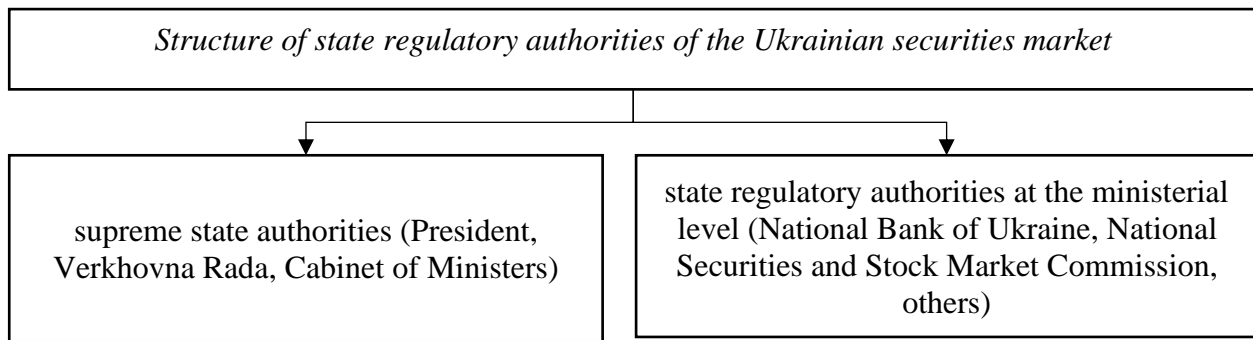 Structure of state regulatory authorities of the Ukrainian securities market
supreme state authorities (President,
Verkhovna Rada, Cabinet of Ministers)
state regulatory authorities at the ministerial
level (National Bank of Ukraine, National
Securities and Stock Market Commission,
others)